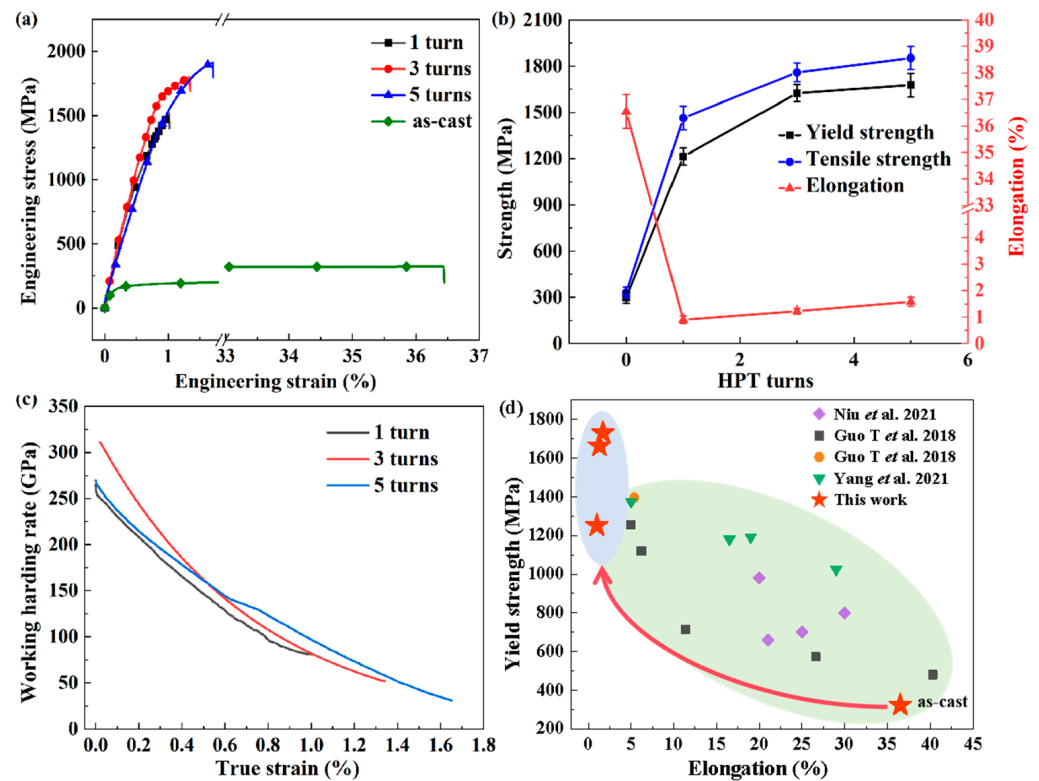 (a)
2000
1500
1000
500
0
Engineering stress (MPa)
1 turn
3 turns
5 turns
as-cast
0 1 33 34 35 36 37
Engineering strain (%)
(b)
2100
1800
1500
1200
900
600
300
0
Strength (MPa)
Yield strength
Tensile strength
Elongation
40
39
38
37
36
35
34
33
5
4
3
2
1
0
Elongation (%)
0 2 4 6
HPT turns
(c)
350
300
250
200
150
100
50
0
Working harding rate (GPa)
1 turn
3 turns
5 turns
0.0 0.2 0.4 0.6 0.8 1.0 1.2 1.4 1.6 1.8
True strain (%)
(d)
1800
1600
1400
1200
1000
800
600
400
200
Yield strength (MPa)
Niu et al. 2021
Guo T et al. 2018
Guo T et al. 2018
Yang et al. 2021
This work
as-cast
0 5 10 15 20 25 30 35 40 45
Elongation (%)